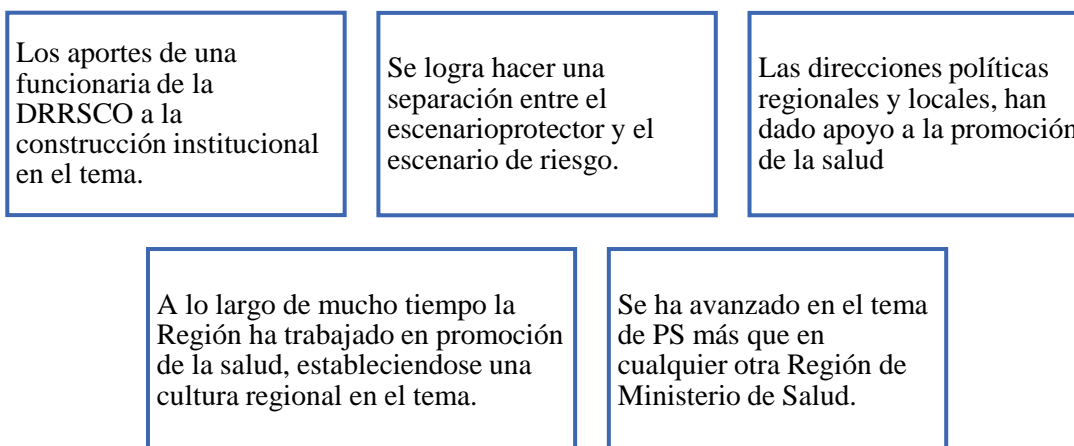 Los aportes de una
funcionaria de la
DRRSCO a la
construcción institucional
en el tema.
Se logra hacer una
separación entre el
escenarioprotector y el
escenario de riesgo.
Las direcciones políticas
regionales y locales, han
dado apoyo a la promoción
de la salud
A lo largo de mucho tiempo la
Región ha trabajado en promoción
de la salud, estableciendose una
cultura regional en el tema.
Se ha avanzado en el tema
de PS más que en
cualquier otra Región de
Ministerio de Salud.